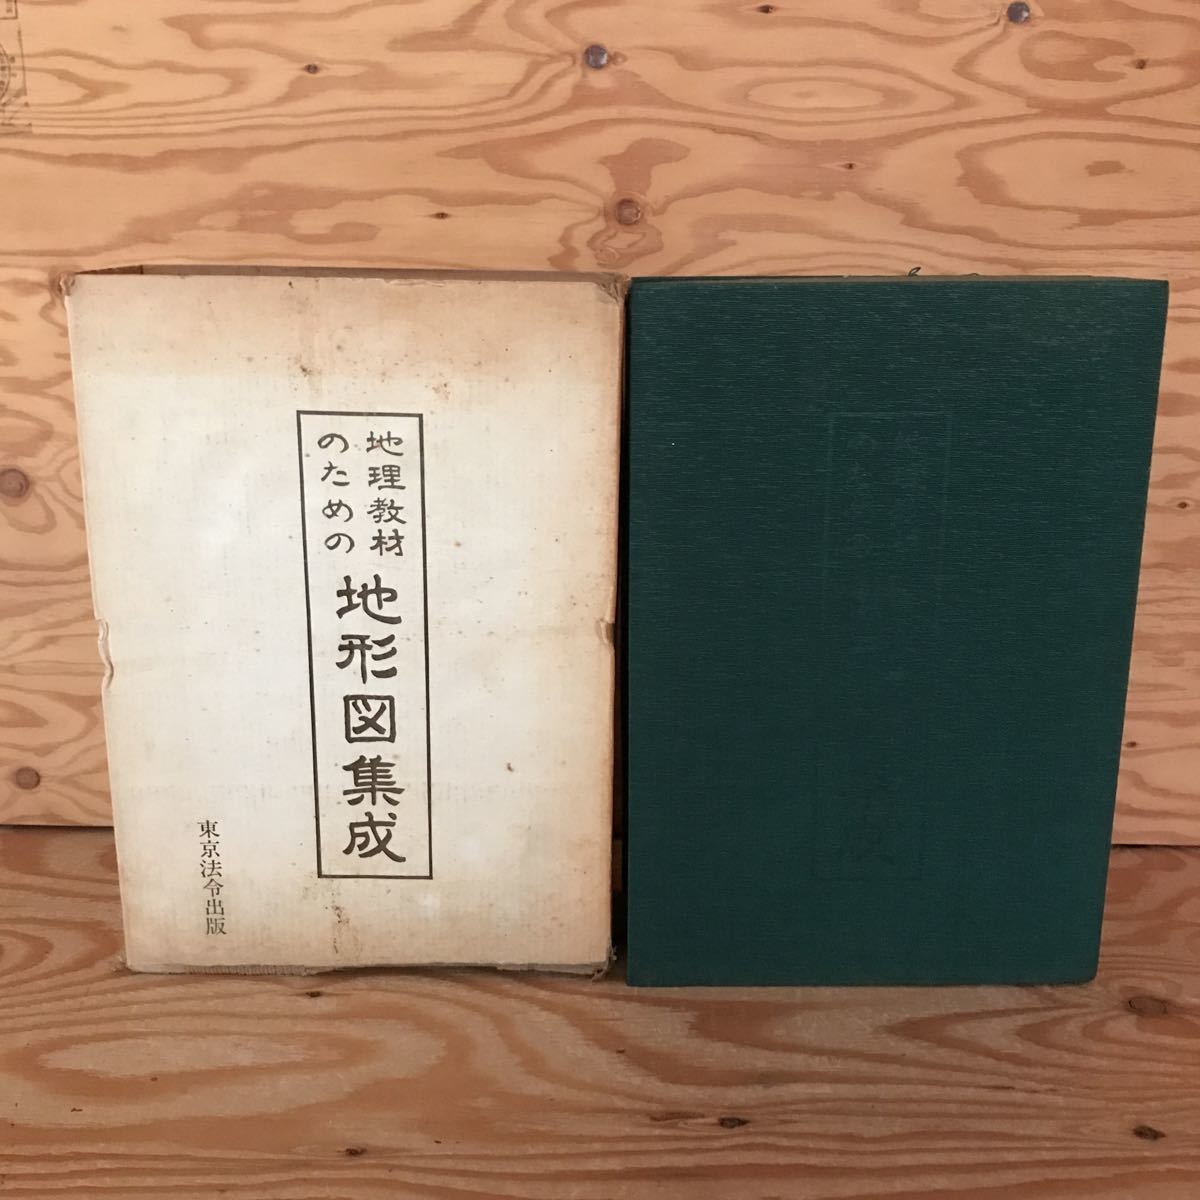 地理教材
のための
地形図集成
東京法令出版